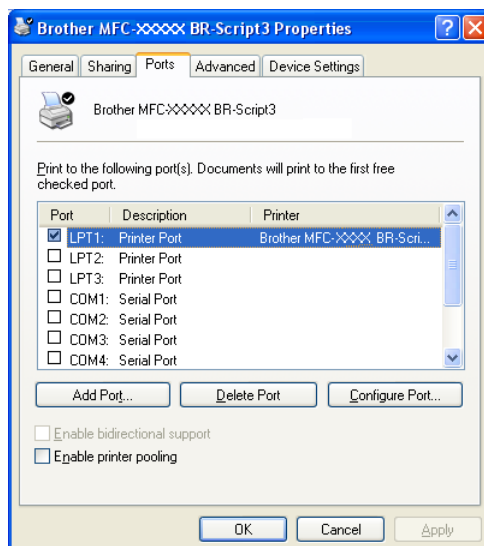 Brother MFC-XXXXX BR-Script3 Properties
General Sharing Ports Advanced Device Settings
Brother MFC-XXXXX BR-Script3
Print to the following port(s). Documents will print to the first free
checked port.
Port Description Printer
LPT1: Printer Port Brother MFC-XXXX BR-Scri...
LPT2: Printer Port
LPT3: Printer Port
COM1: Serial Port
COM2: Serial Port
COM3: Serial Port
COM4: Serial Port
Add Port... Delete Port Configure Port...
Enable bidirectional support
Enable printer pooling
OK Cancel Apply